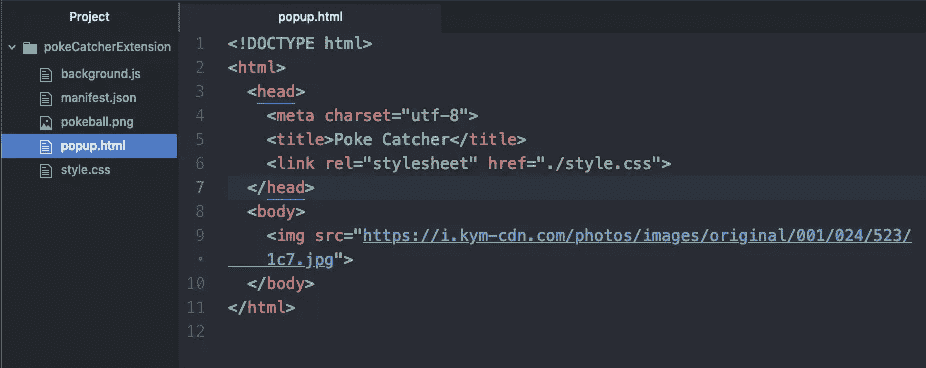 Project
pokeCatcherExtension
background.js
manifest.json
pokeball.png
popup.html
style.css
popup.html
1 <!DOCTYPE html>
2 <html>
3 <head>
4 <meta charset="utf-8">
5 <title>Poke Catcher</title>
6 <link rel="stylesheet" href="./style.css">
7 </head>
8 <body>
9 <img src="https://i.kym-cdn.com/photos/images/original/001/024/523/
• 1c7.jpg">
10 </body>
11 </html>
12